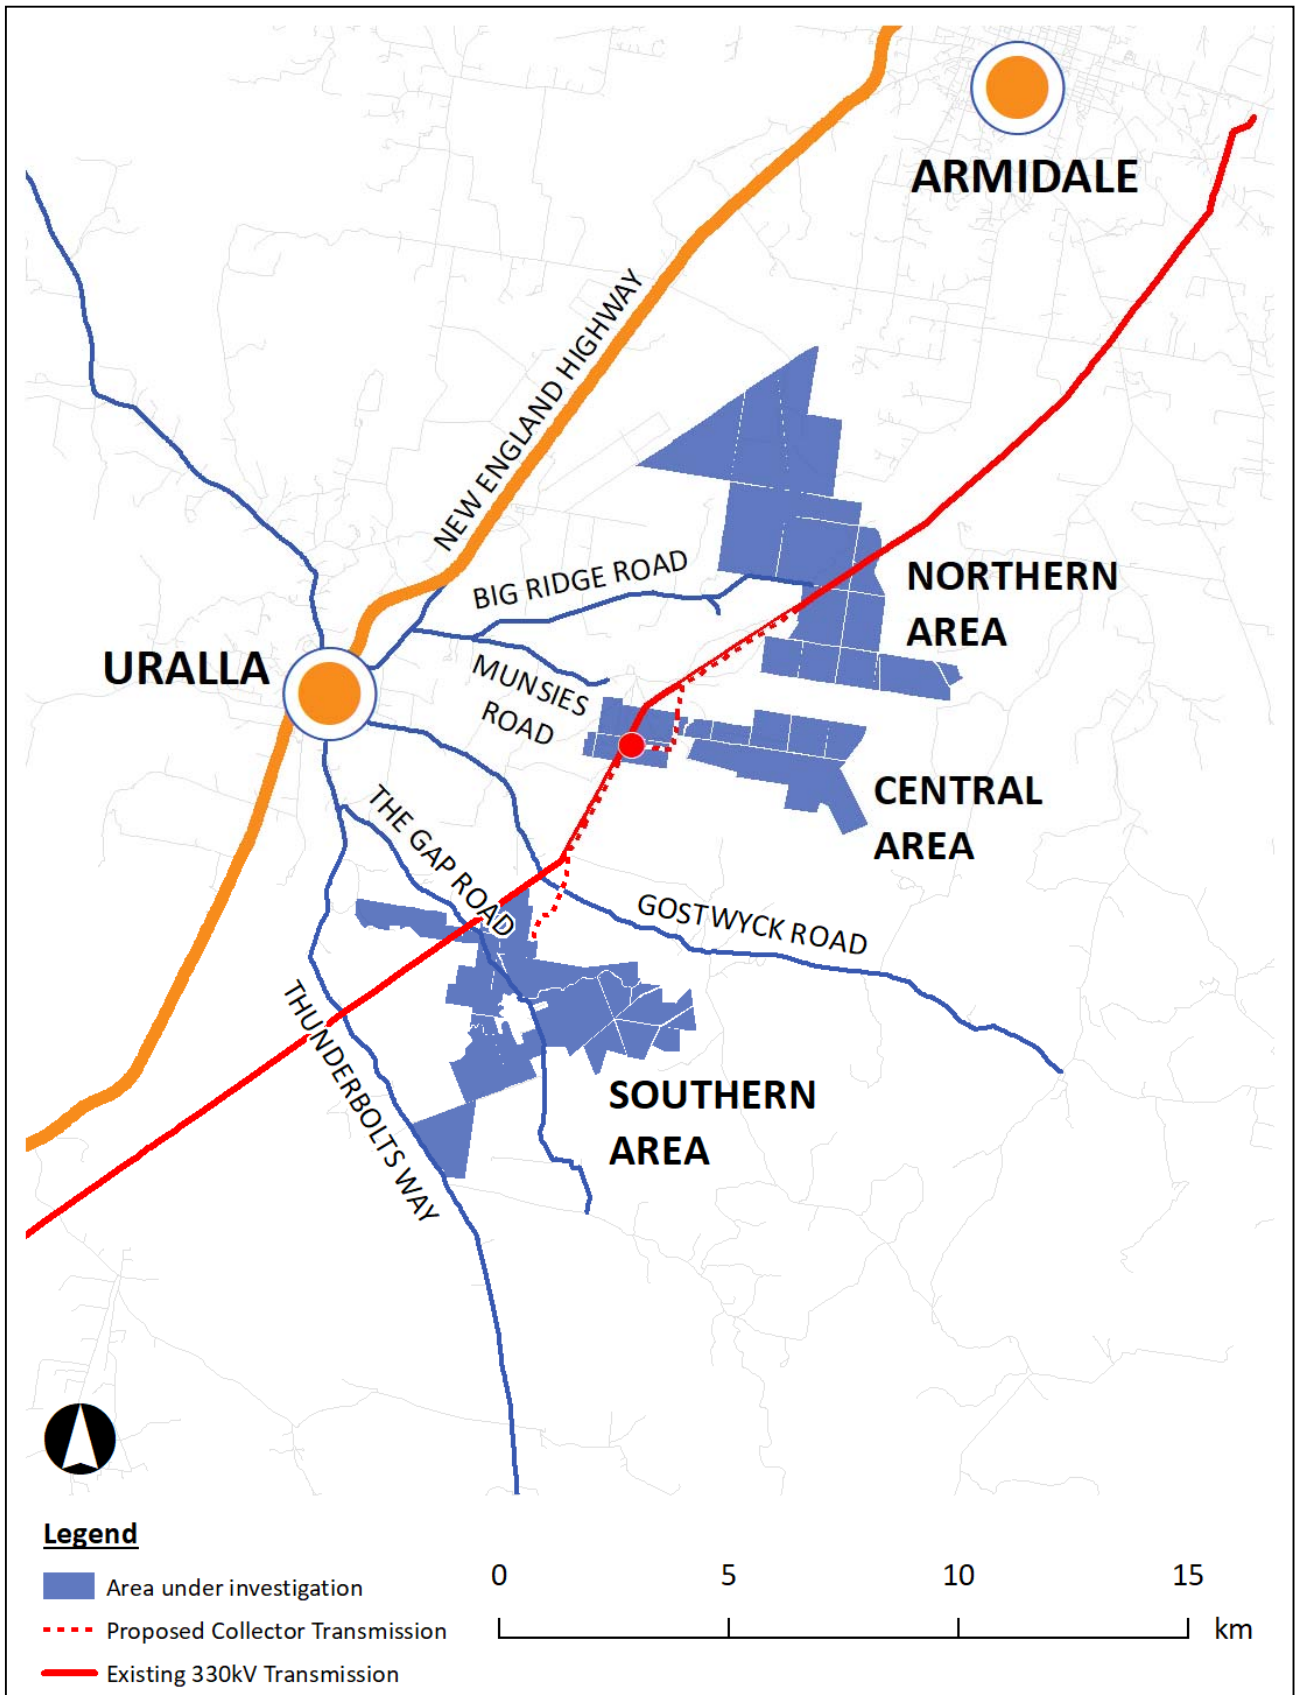 ARMIDALE
NEW ENGLAND HIGHWAY
BIG RIDGE ROAD
NORTHERN
AREA
URALLA
MUNSIES
ROAD
CENTRAL
AREA
THE GAP ROAD
GOSTWYCK ROAD
THUNDERBOLTS WAY
SOUTHERN
AREA
Legend
Area under investigation
Proposed Collector Transmission
Existing 330kV Transmission
0 5 10 15
km